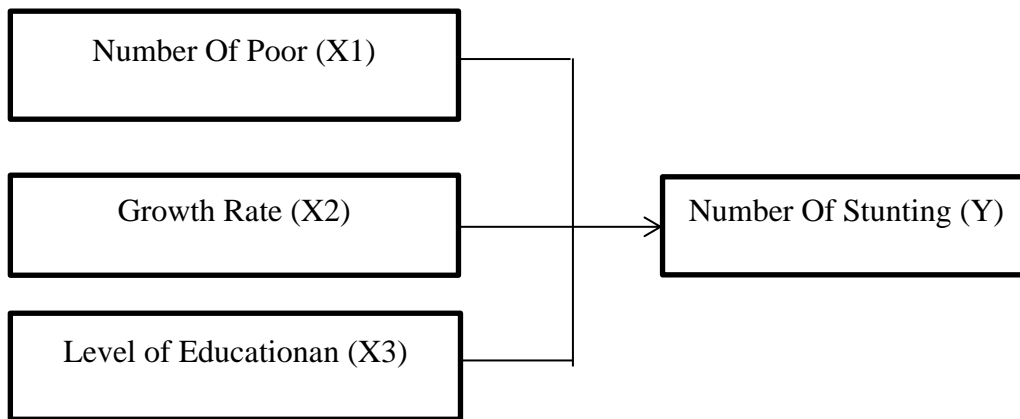 Number Of Poor (X1)
Growth Rate (X2)
Number Of Stunting (Y)
Level of Educationan (X3)